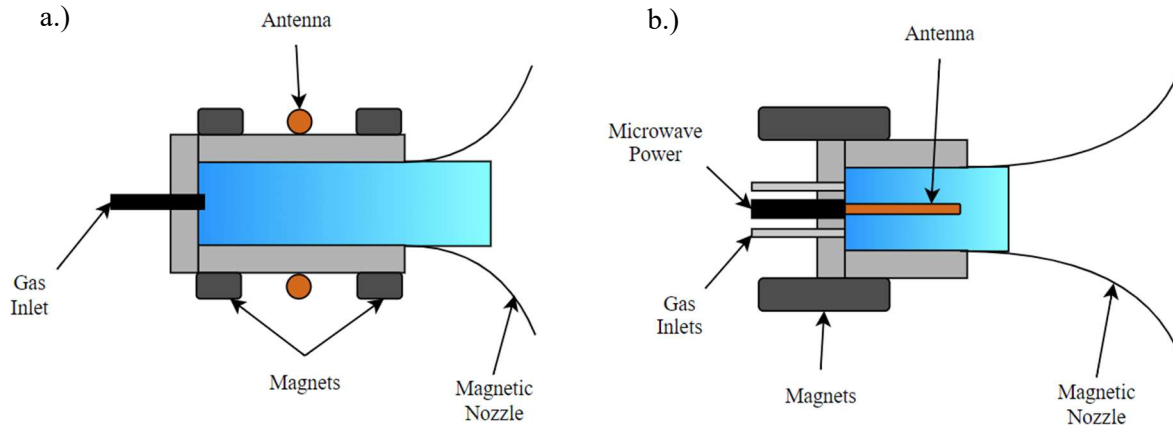 a.)
Antenna
Gas
Inlet
Magnets
Magnetic
Nozzle
b.)
Antenna
Microwave
Power
Gas
Inlets
Magnets
Magnetic
Nozzle